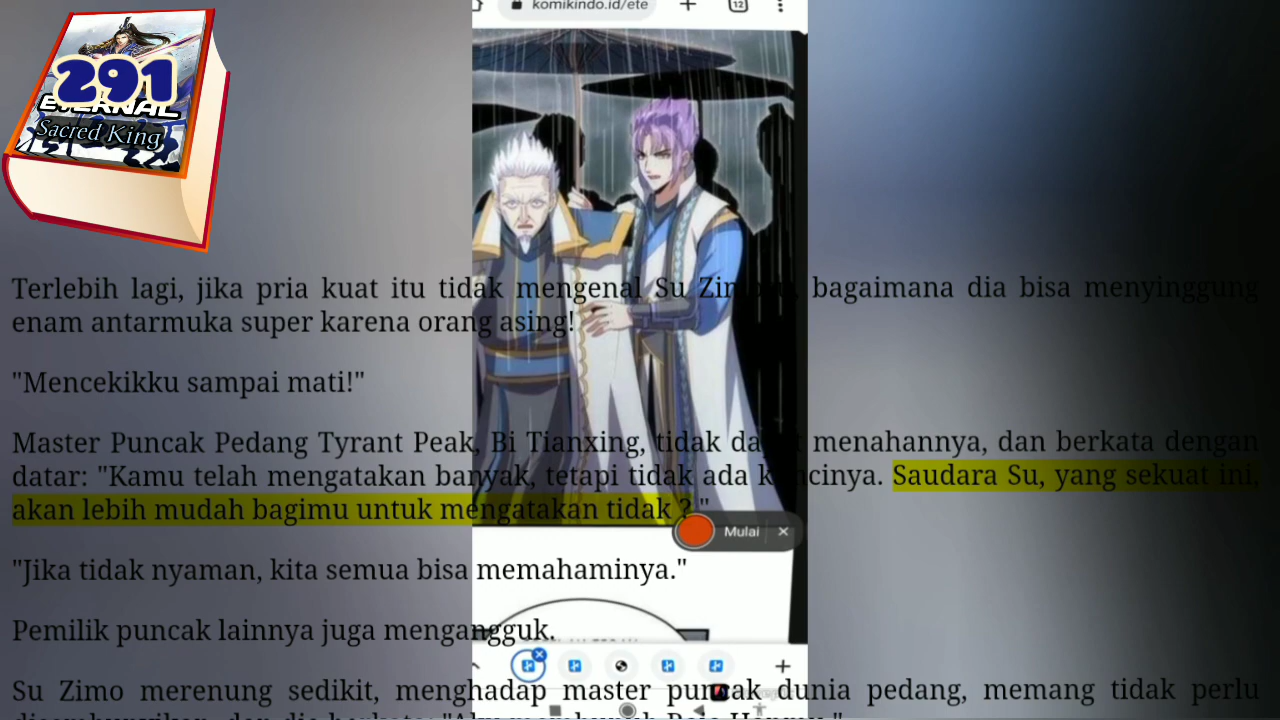 komikindo.id/ete
12
291
ETERNAL
Sacred King
Terlebih lagi, jika pria kuat itu tidak mengenal Su bagaimana dia bisa menyinggung
enam antarmuka super karena orang asing!
"Mencekikku sampai mati!"
Master Puncak Pedang Tyrant Peak, Bi Tianxing, tidak menahannya, dan berkata dengan
datar: "Kamu telah mengatakan banyak, tetapi tidak ada Saudara Su, yang sekuat ini,
akan lebih mudah bagimu untuk mengatakan tidak ? "
Mulai
"Jika tidak nyaman, kita semua bisa memahaminya."
Pemilik puncak lainnya juga mengangguk.
Su Zimo merenung sedikit, menghadap master puncak dunia pedang, memang tidak perlu